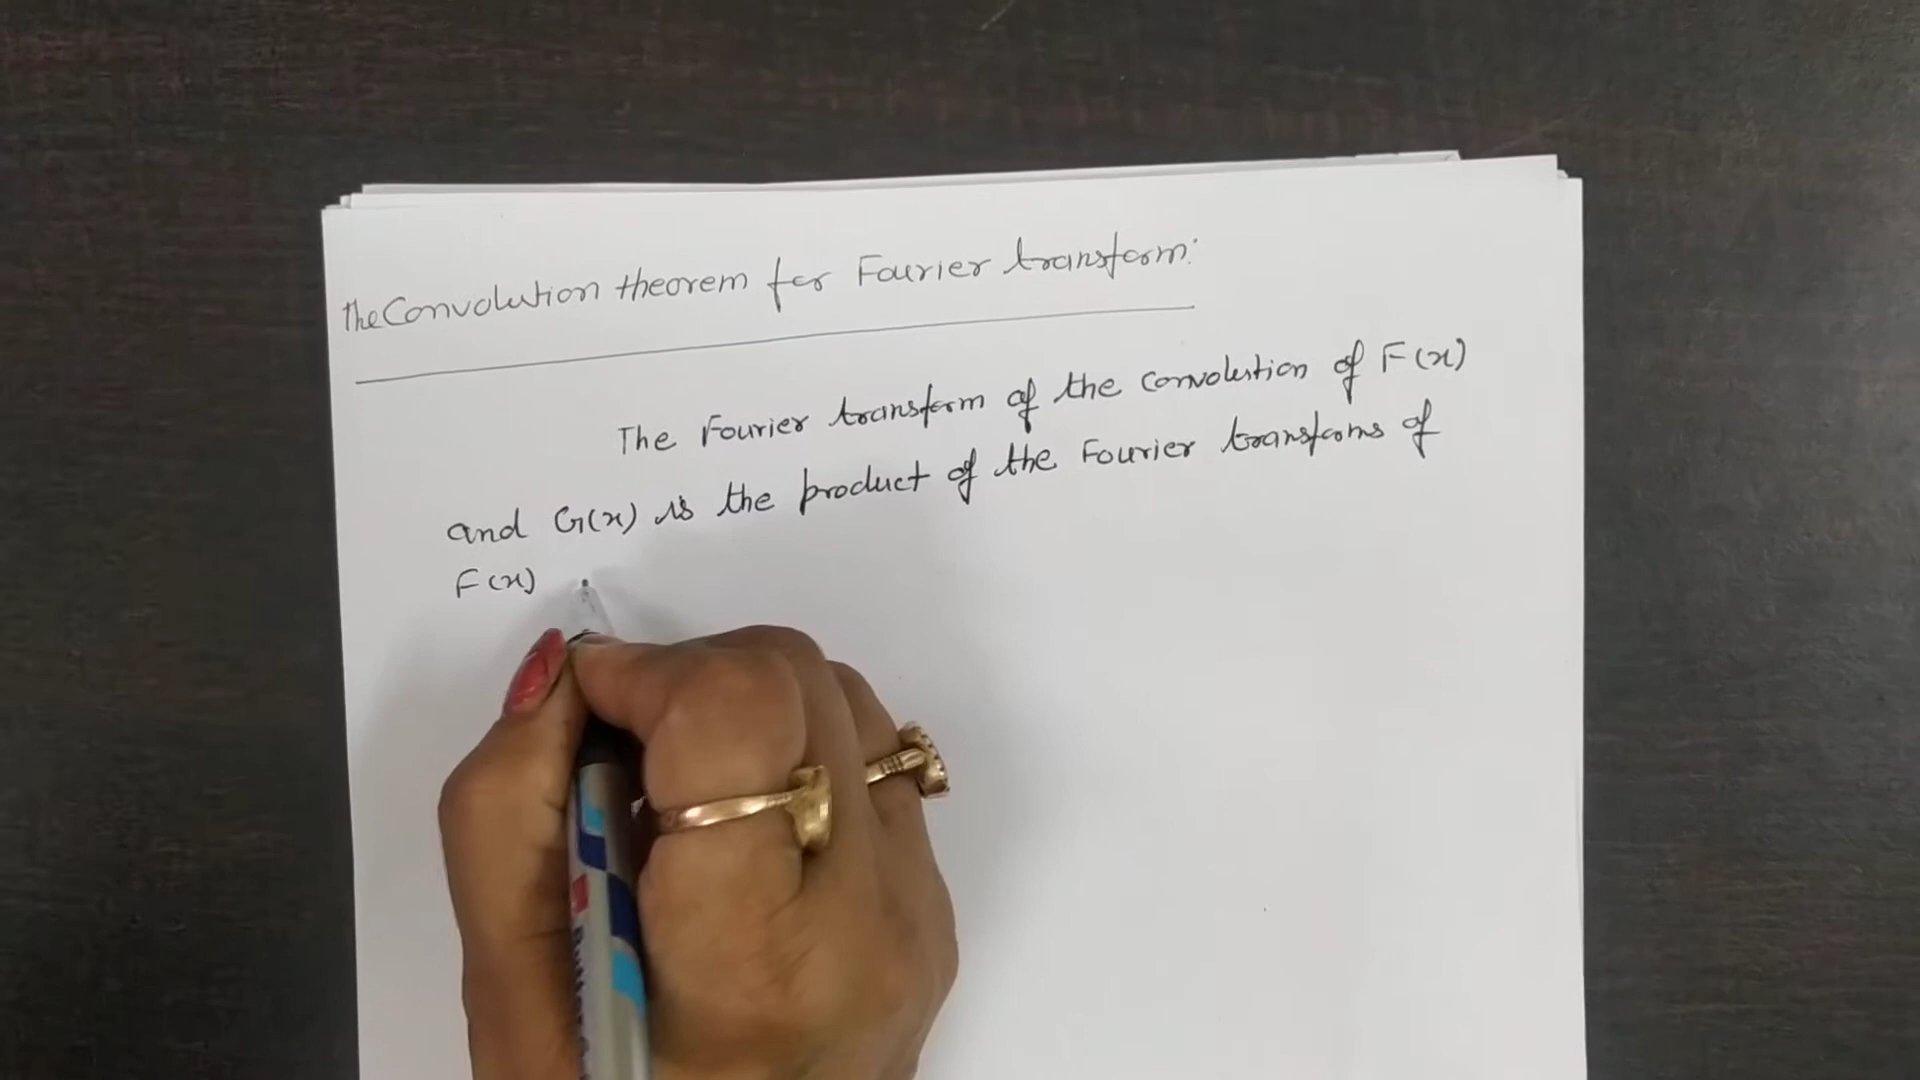 The Convolution theorem for Fourier transform:
The Fourier transform of the convolution of F(x)
and G(x) is the product of the Fourier transforms of
F(x)